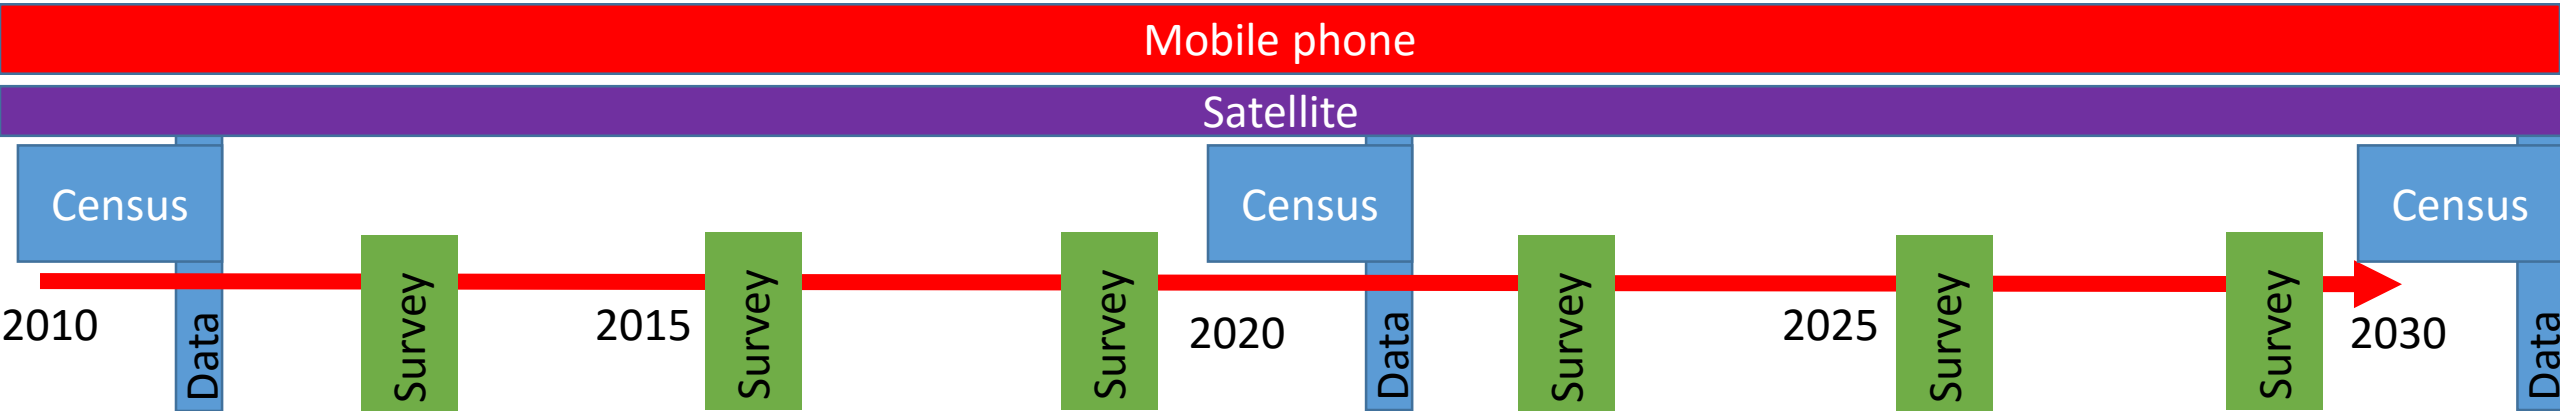 Mobile phone
Satellite
Census
Census
Census
2010
Data
Survey
2015
Survey
Survey
2020
Data
Survey
2025
Survey
Survey
2030
Data